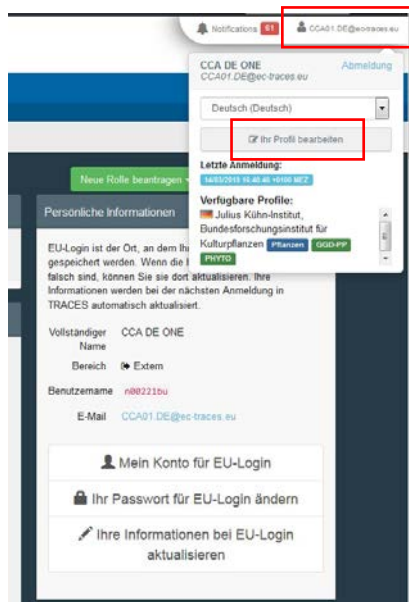 Notifications 61
CCA01.DE@ec-traces.eu
CCA DE ONE
Abmeldung
CCA01.DE@ec-traces.eu
Deutsch (Deutsch)
Ihr Profil bearbeiten
Letzte Anmeldung:
Verfügbare Profile:
Julius Kühn-Institut,
Bundesforschungsinstitut für
Kulturpflanzen Pflanzen GGD-PP
PHYTO
Neue Rolle beantragen
Persönliche Informationen
EU-Login ist der Ort, an dem Ihr
gespeichert werden. Wenn die I
falsch sind, können Sie sie dort aktualisieren. Ihre
Informationen werden bei der nächsten Anmeldung in
TRACES automatisch aktualisiert.
Vollständiger CCA DE ONE
Name
Bereich Extern
Benutzername n00221bu
E-Mail CCA01.DE@ec-traces.eu
Mein Konto für EU-Login
Ihr Passwort für EU-Login ändern
Ihre Informationen bei EU-Login
aktualisieren